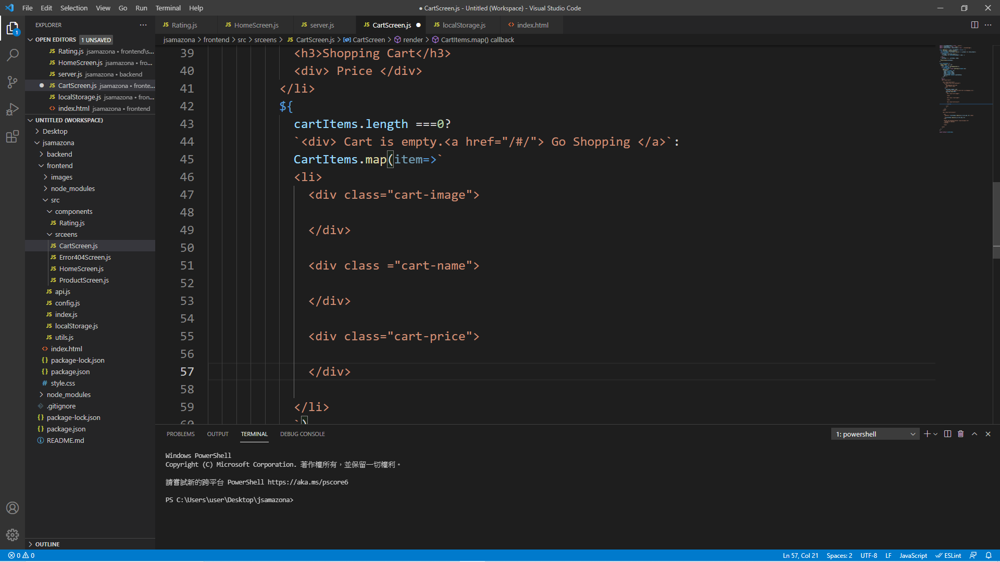 File Edit Selection View Go Run Terminal Help
● CartScreen.js - Untitled (Workspace) - Visual Studio Code
EXPLORER
OPEN EDITORS 1 UNSAVED
JS Rating.js jsamazona • frontend\s...
JS HomeScreen.js jsamazona • fro...
JS server.js jsamazona • backend
● JS CartScreen.js jsamazona • fronte...
JS localStorage.js jsamazona • fron...
<> index.html jsamazona • frontend
UNTITLED (WORKSPACE)
Desktop
jsamazona
backend
frontend
images
node_modules
src
components
JS Rating.js
srceens
JS CartScreen.js
JS Error404Screen.js
JS HomeScreen.js
JS ProductScreen.js
JS api.js
JS config.js
JS index.js
JS localStorage.js
JS utils.js
<> index.html
{} package-lock.json
{} package.json
# style.css
node_modules
.gitignore
{} package-lock.json
{} package.json
README.md
OUTLINE
JS Rating.js JS HomeScreen.js JS server.js JS CartScreen.js ● JS localStorage.js <> index.html
jsamazona > frontend > src > srceens > JS CartScreen.js > CartScreen > render > CartItems.map() callback
39 <h3>Shopping Cart</h3>
40 <div> Price </div>
41 </li>
42 ${
43 cartItems.length ===0?
44 `<div> Cart is empty.<a href="/#/"> Go Shopping </a>`:
45 CartItems.map(item=>`
46 <li>
47 <div class="cart-image">
48
49 </div>
50
51 <div class ="cart-name">
52
53 </div>
54
55 <div class="cart-price">
56
57 </div>
58
59 </li>
60 `)
PROBLEMS OUTPUT TERMINAL DEBUG CONSOLE
1: powershell
Windows PowerShell
Copyright (C) Microsoft Corporation. 著作權所有，並保留一切權利。
請嘗試新的跨平台 PowerShell https://aka.ms/pscore6
PS C:\Users\user\Desktop\jsamazona>
0 0
Ln 57, Col 21 Spaces: 2 UTF-8 LF JavaScript ESLint